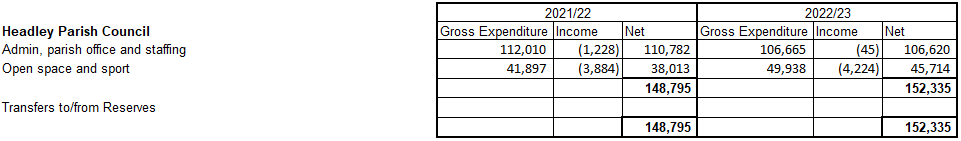 2021/22 2022/23
Headley Parish Council Gross Expenditure Income Net Gross Expenditure Income Net
Admin, parish office and staffing 112,010 (1,228) 110,782 106,665 (45) 106,620
Open space and sport 41,897 (3,884) 38,013 49,938 (4,224) 45,714
148,795 152,335
Transfers to/from Reserves
148,795 152,335